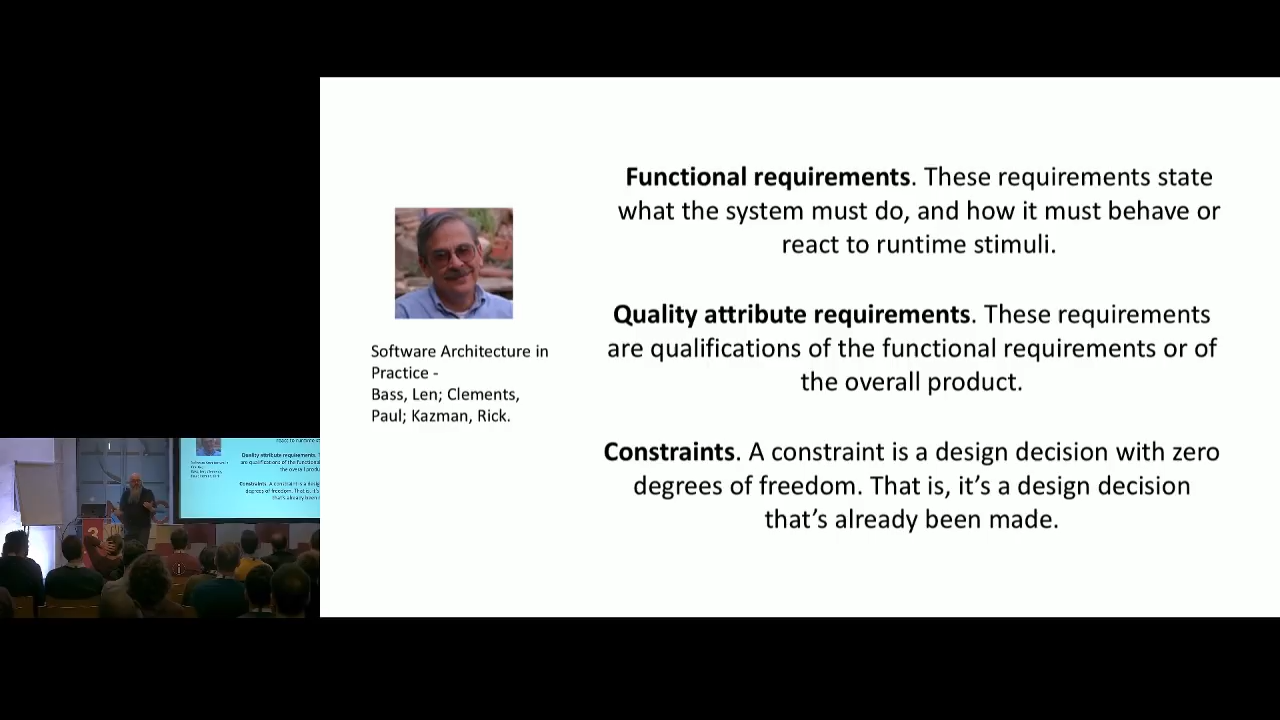 Functional requirements. These requirements state
what the system must do, and how it must behave or
react to runtime stimuli.
Software Architecture in
Practice -
Bass, Len; Clements,
Paul; Kazman, Rick.
Quality attribute requirements. These requirements
are qualifications of the functional requirements or of
the overall product.
Constraints. A constraint is a design decision with zero
degrees of freedom. That is, it’s a design decision
that’s already been made.